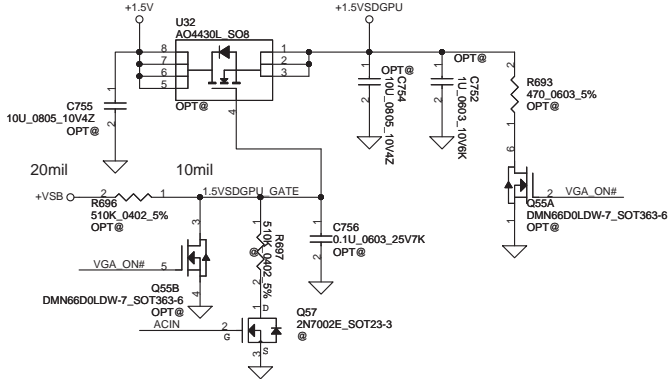 +1.5V
+1.5VSDGPU
U32
AO4430L_SO8
8
7
6
5
1
2
3
4
OPT@
1
2
C755
10U_0805_10V4Z
OPT@
1
2
OPT@
C754
10U_0805_10V4Z
1
2
OPT@
C752
1U_0603_10V6K
2
1
R693
470_0603_5%
OPT@
6
1
2
VGA_ON#
Q55A
DMN66D0LDW-7_SOT363-6
OPT@
20mil
10mil
+VSB
2
1
R696
510K_0402_5%
OPT@
1.5VSDGPU_GATE
VGA_ON#
5
3
4
Q55B
DMN66D0LDW-7_SOT363-6
OPT@
1
2
R697
510K_0402_5%
@
1
2
C756
0.1U_0603_25V7K
OPT@
ACIN
2
G
1
D
3
S
Q57
2N7002E_SOT23-3
@